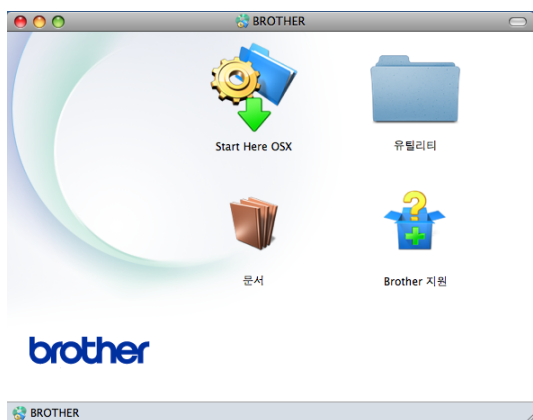 BROTHER
Start Here OSX
유틸리티
문서
Brother 지원
brother
BROTHER